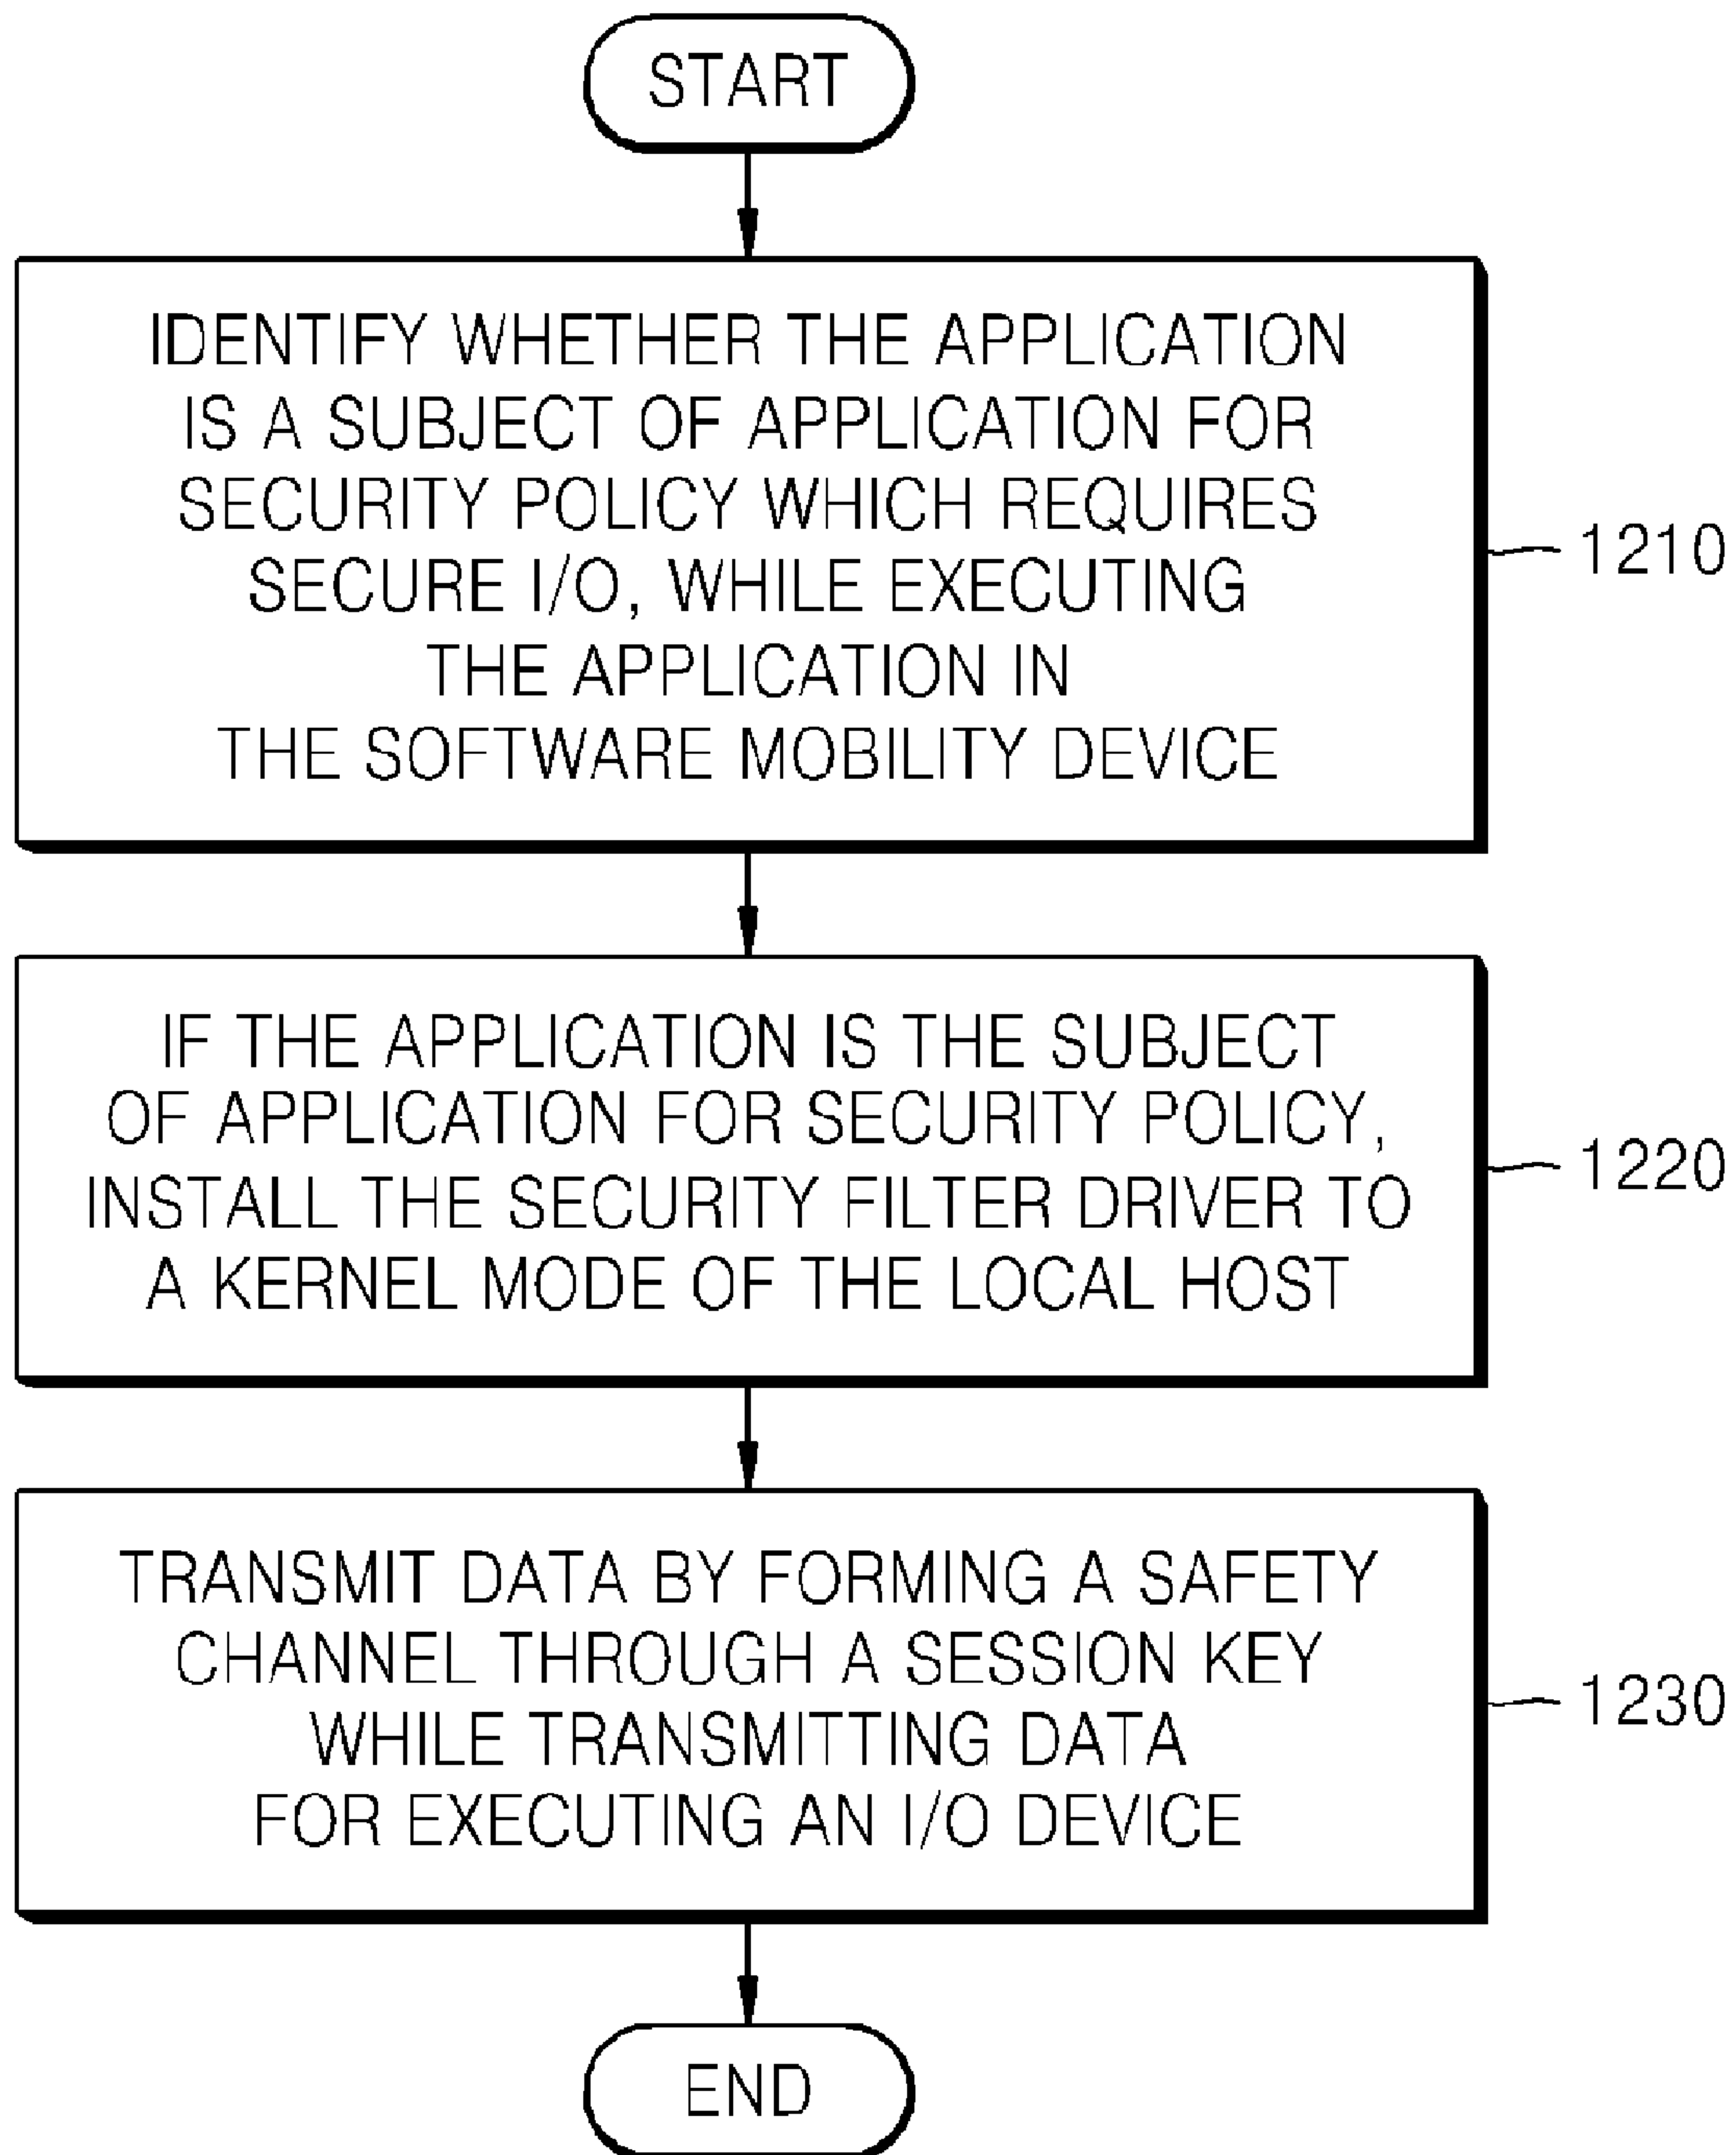 START
IDENTIFY WHETHER THE APPLICATION
IS A SUBJECT OF APPLICATION FOR
SECURITY POLICY WHICH REQUIRES
SECURE I/O, WHILE EXECUTING
THE APPLICATION IN
THE SOFTWARE MOBILITY DEVICE
1210
IF THE APPLICATION IS THE SUBJECT
OF APPLICATION FOR SECURITY POLICY,
INSTALL THE SECURITY FILTER DRIVER TO
A KERNEL MODE OF THE LOCAL HOST
1220
TRANSMIT DATA BY FORMING A SAFETY
CHANNEL THROUGH A SESSION KEY
WHILE TRANSMITTING DATA
FOR EXECUTING AN I/O DEVICE
1230
END